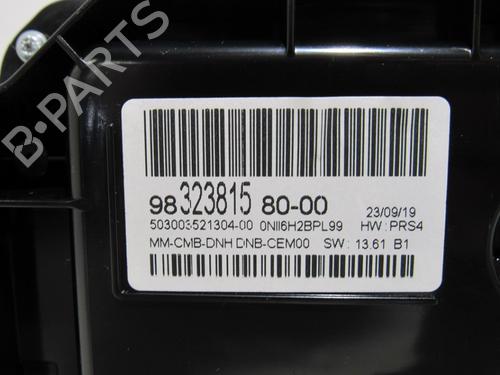 B-PARTS
98 323815 80-00 23/09/19
503003521304-00 0NII6H2BPL99 HW : PRS4
MM-CMB-DNH DNB-CEM00 SW : 13.61 B1